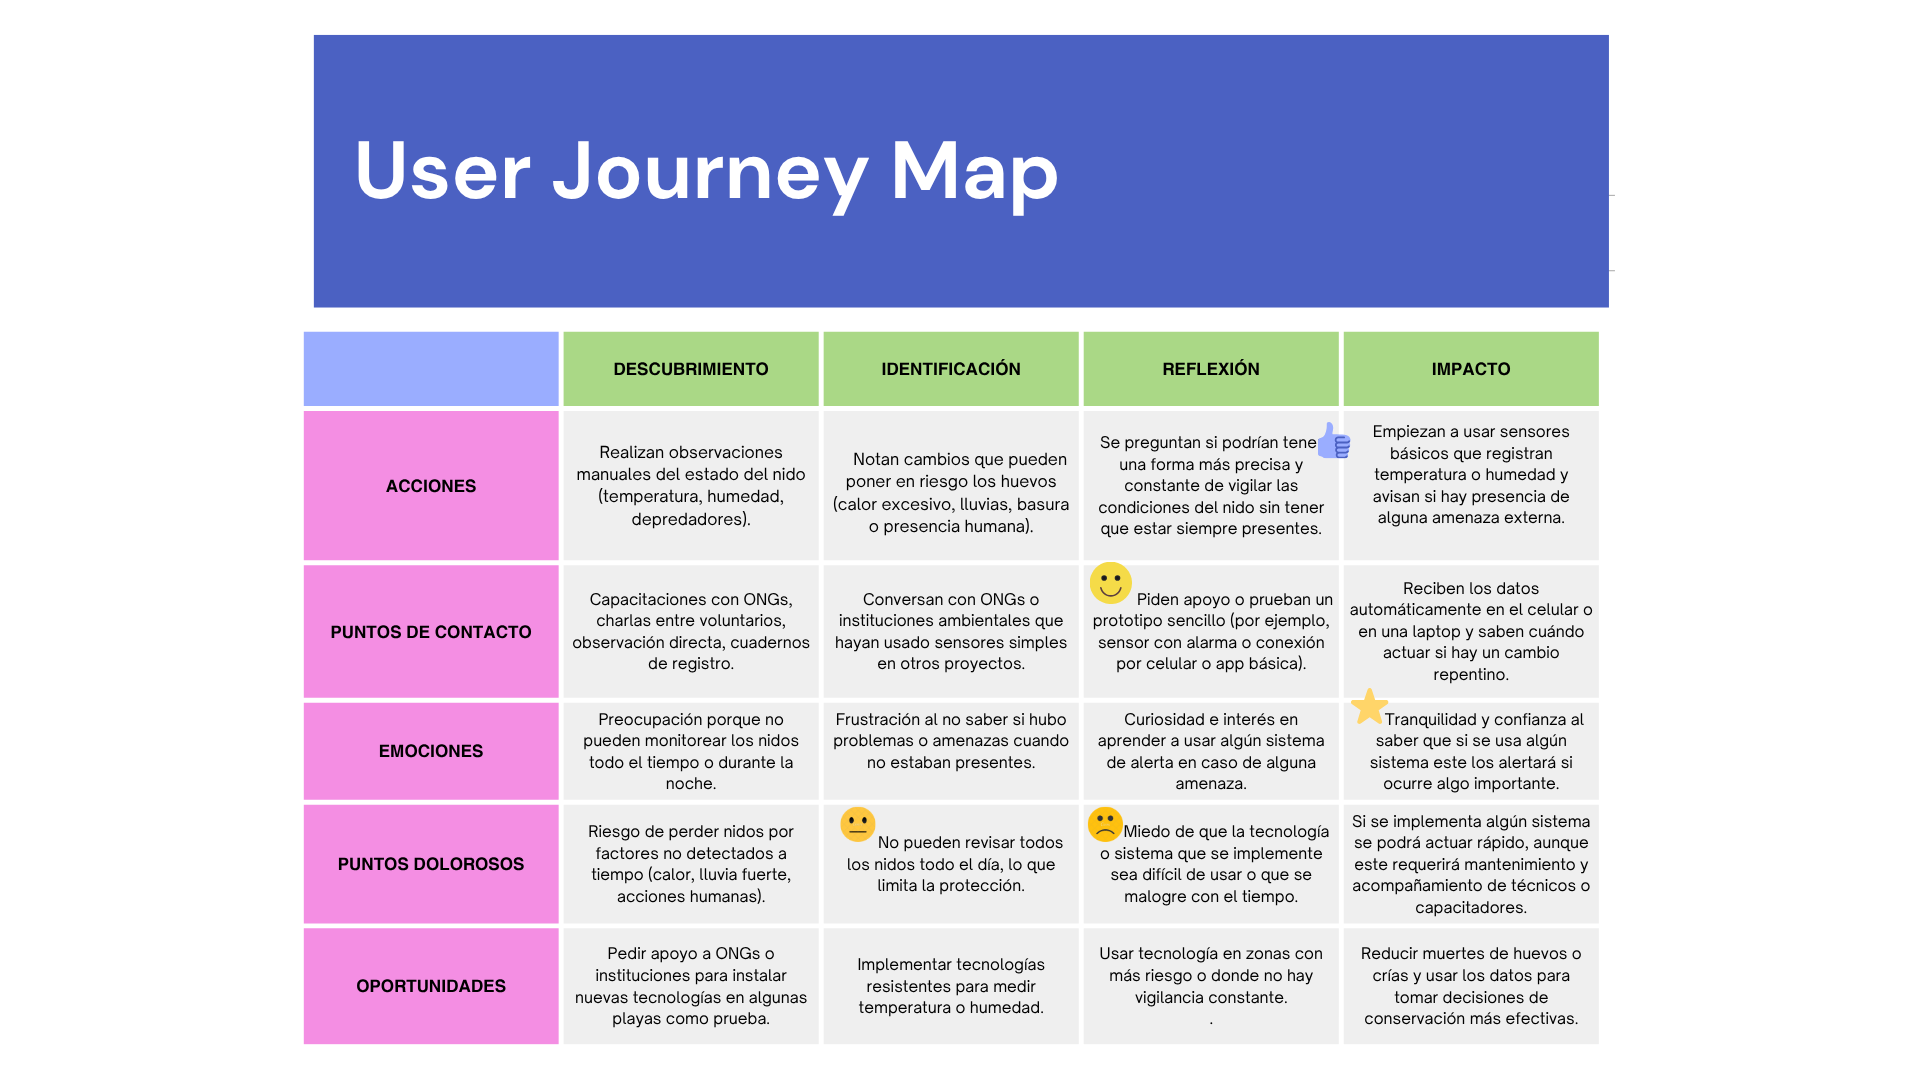 User Journey Map
DESCUBRIMIENTO
IDENTIFICACIÓN
REFLEXIÓN
IMPACTO
ACCIONES
Realizan observaciones
manuales del estado del nido
(temperatura, humedad,
depredadores).
Notan cambios que pueden
poner en riesgo los huevos
(calor excesivo, lluvias, basura
o presencia humana).
Se preguntan si podrían tene
una forma más precisa y
constante de vigilar las
condiciones del nido sin tener
que estar siempre presentes.
Empiezan a usar sensores
básicos que registran
temperatura o humedad y
avisan si hay presencia de
alguna amenaza externa.
PUNTOS DE CONTACTO
Capacitaciones con ONGs,
charlas entre voluntarios,
observación directa, cuadernos
de registro.
Conversan con ONGs o
instituciones ambientales que
hayan usado sensores simples
en otros proyectos.
Piden apoyo o prueban un
prototipo sencillo (por ejemplo,
sensor con alarma o conexión
por celular o app básica).
Reciben los datos
automáticamente en el celular o
en una laptop y saben cuándo
actuar si hay un cambio
repentino.
EMOCIONES
Preocupación porque no
pueden monitorear los nidos
todo el tiempo o durante la
noche.
Frustración al no saber si hubo
problemas o amenazas cuando
no estaban presentes.
Curiosidad e interés en
aprender a usar algún sistema
de alerta en caso de alguna
amenaza.
Tranquilidad y confianza al
saber que si se usa algún
sistema este los alertará si
ocurre algo importante.
PUNTOS DOLOROSOS
Riesgo de perder nidos por
factores no detectados a
tiempo (calor, lluvia fuerte,
acciones humanas).
No pueden revisar todos
los nidos todo el día, lo que
limita la protección.
Miedo de que la tecnología
o sistema que se implemente
sea difícil de usar o que se
malogre con el tiempo.
Si se implementa algún sistema
se podrá actuar rápido, aunque
este requerirá mantenimiento y
acompañamiento de técnicos o
capacitadores.
OPORTUNIDADES
Pedir apoyo a ONGs o
instituciones para instalar
nuevas tecnologías en algunas
playas como prueba.
Implementar tecnologías
resistentes para medir
temperatura o humedad.
Usar tecnología en zonas con
más riesgo o donde no hay
vigilancia constante.
.
Reducir muertes de huevos o
crías y usar los datos para
tomar decisiones de
conservación más efectivas.